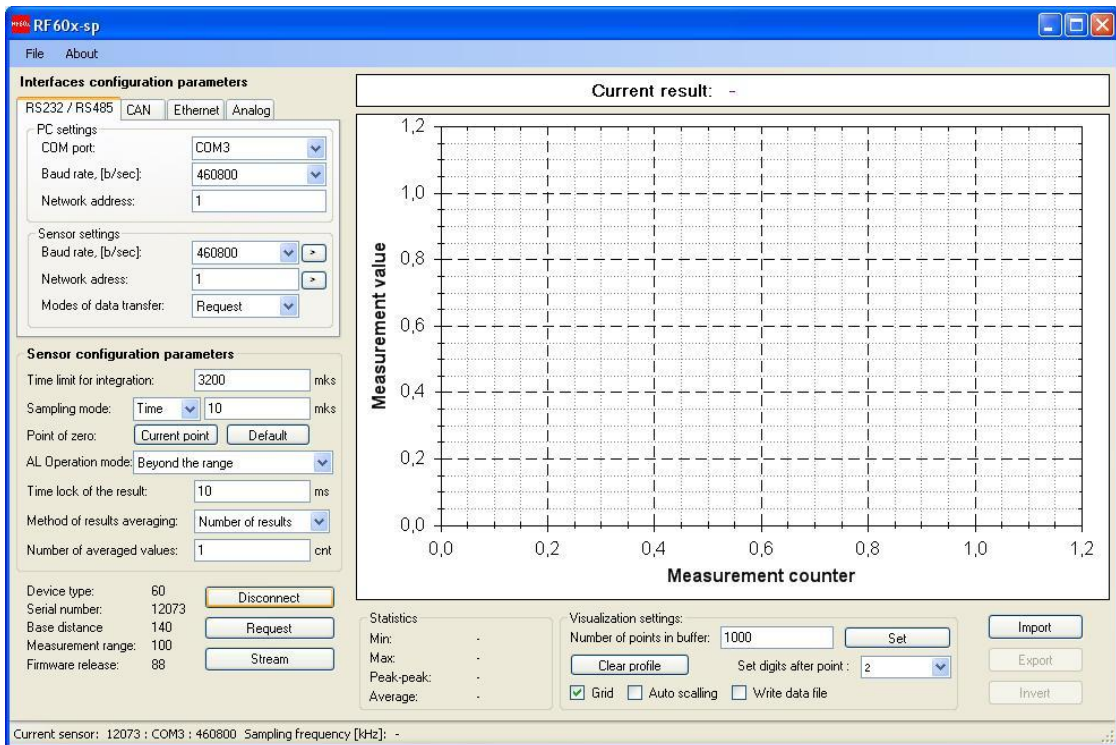 RF60x-sp
File About
Interfaces configuration parameters
RS232 / RS485 CAN Ethernet Analog
PC settings
COM port: COM3
Baud rate, [b/sec]: 460800
Network address: 1
Sensor settings
Baud rate, [b/sec]: 460800 >
Network adress: 1 >
Modes of data transfer: Request
Sensor configuration parameters
Time limit for integration: 3200 mks
Sampling mode: Time 10 mks
Point of zero: Current point Default
AL Operation mode: Beyond the range
Time lock of the result: 10 ms
Method of results averaging: Number of results
Number of averaged values: 1 cnt
Device type: 60
Serial number: 12073
Base distance 140
Measurement range: 100
Firmware release: 88
Disconnect
Request
Stream
Current result: -
Measurement value
1,2
1,0
0,8
0,6
0,4
0,2
0,0
0,0 0,2 0,4 0,6 0,8 1,0 1,2
Measurement counter
Statistics
Min: -
Max: -
Peak-peak: -
Average: -
Visualization settings:
Number of points in buffer: 1000 Set
Clear profile Set digits after point : 2
Grid Auto scalling Write data file
Import
Export
Invert
Current sensor: 12073 : COM3 : 460800 Sampling frequency [kHz]: -